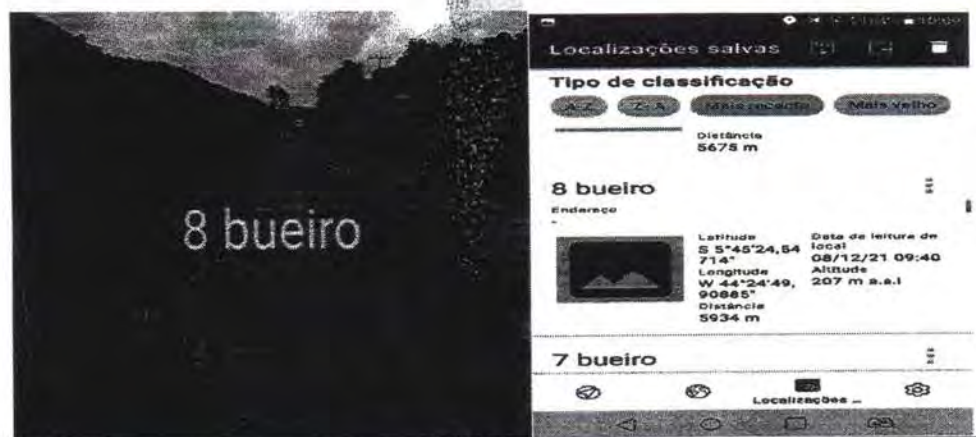 8 bueiro
Localizações salvas
Tipo de classificação
A-Z Z-A Mais recente Mais velho
Distância
5675 m
8 bueiro
Endereço
-
Latitude
S 5°45'24,54
714"
Longitude
W 44°24'49,
90885"
Distância
5934 m
Data de leitura de
local
08/12/21 09:40
Altitude
207 m a.s.l
7 bueiro
Localizações ...